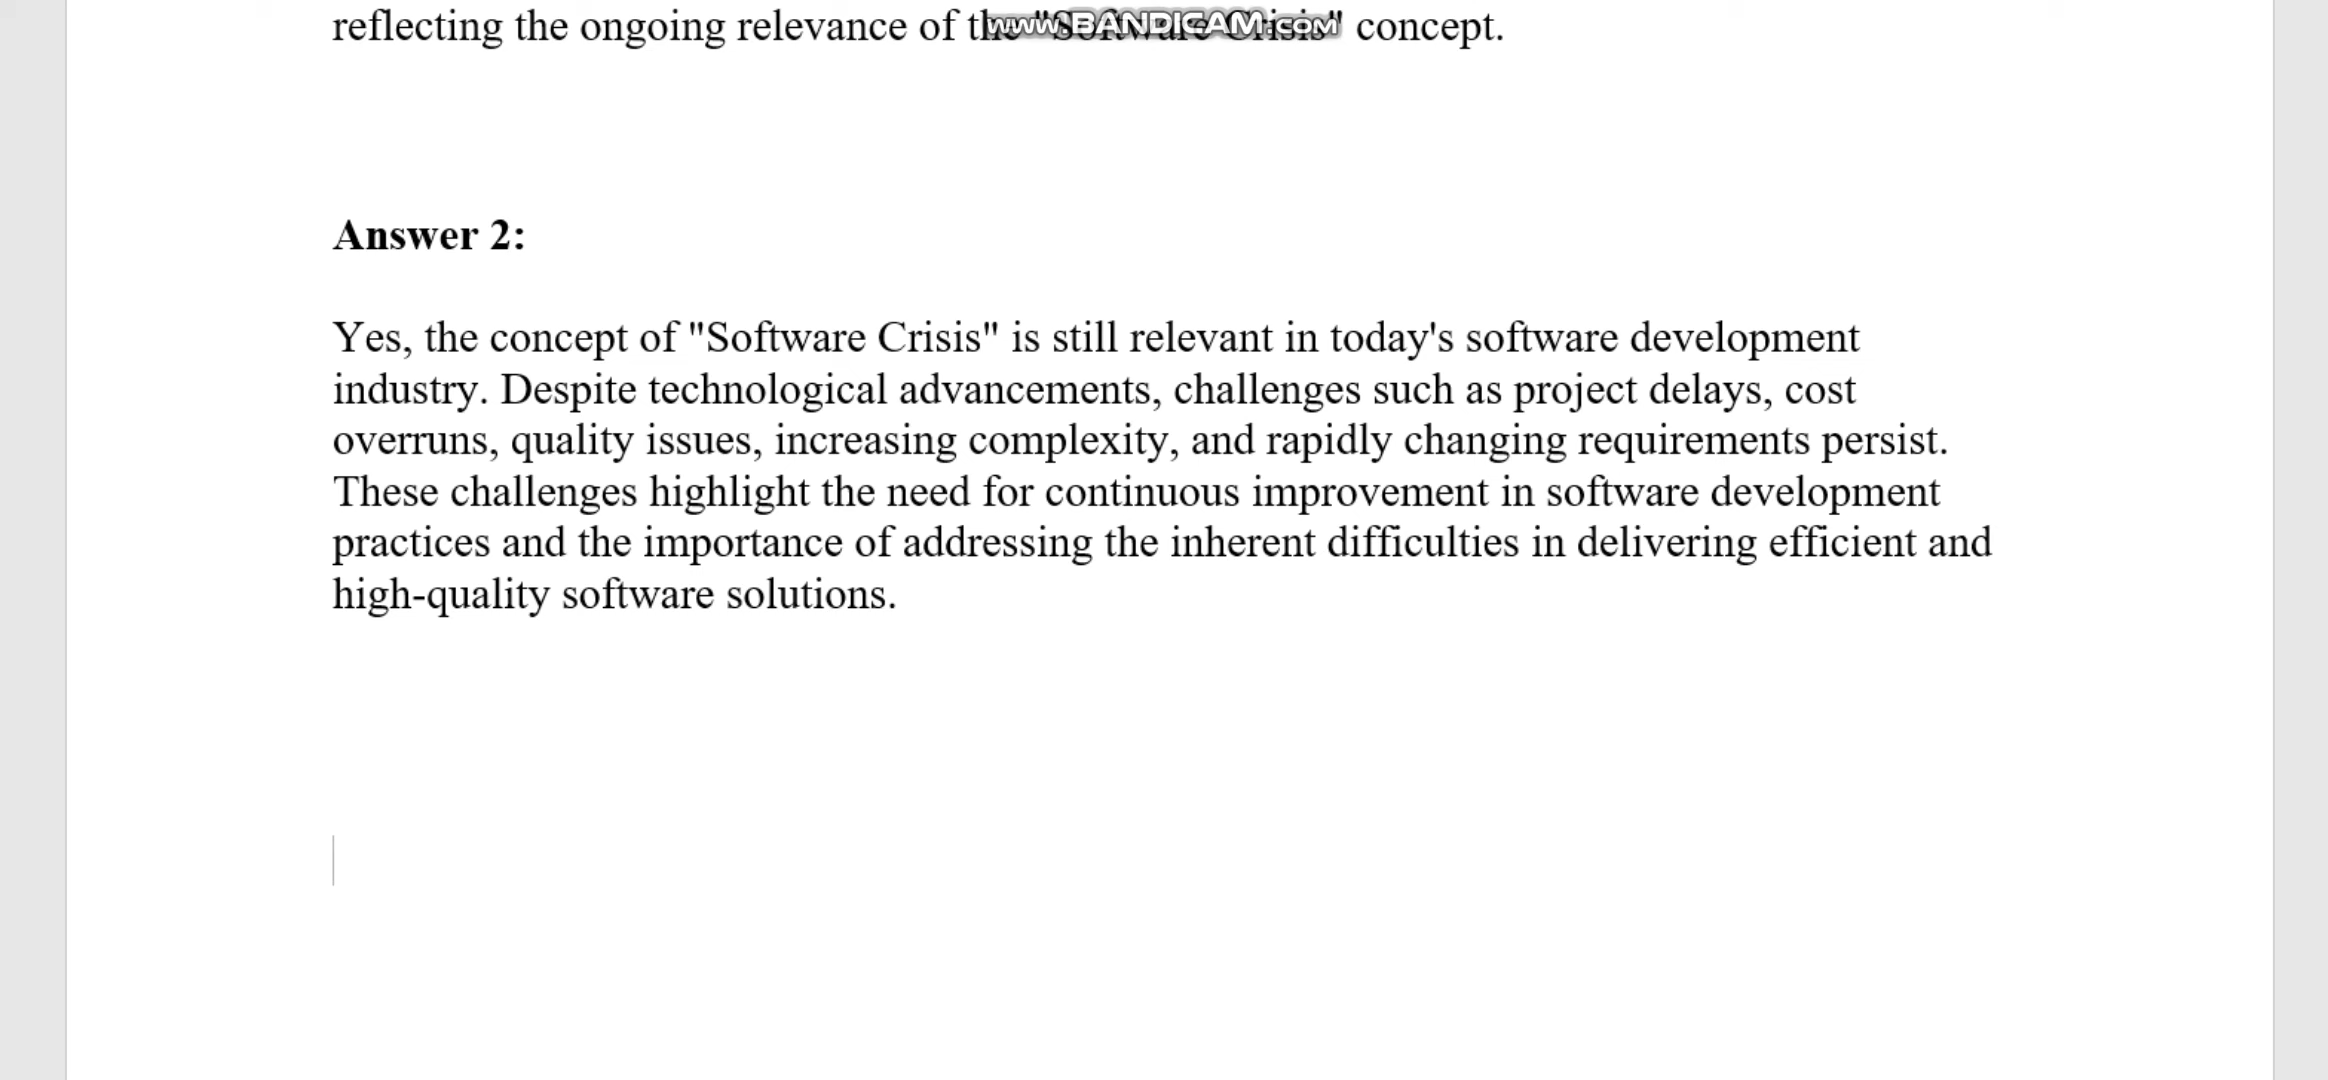 reflecting the ongoing relevance of the "Software Crisis" concept.
www.BANDICAM.com
Answer 2:
Yes, the concept of "Software Crisis" is still relevant in today's software development
industry. Despite technological advancements, challenges such as project delays, cost
overruns, quality issues, increasing complexity, and rapidly changing requirements persist.
These challenges highlight the need for continuous improvement in software development
practices and the importance of addressing the inherent difficulties in delivering efficient and
high-quality software solutions.